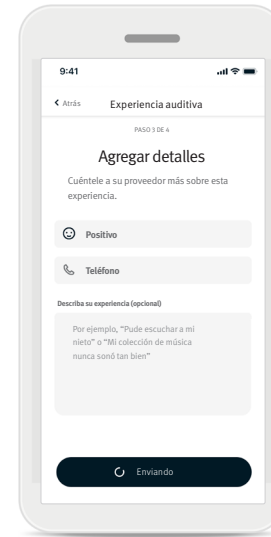 9:41
Atrás
Experiencia auditiva
PASO 3 DE 4
Agregar detalles
Cuéntele a su proveedor más sobre esta
experiencia.
Positivo
Teléfono
Describa su experiencia (opcional)
Por ejemplo, “Pude escuchar a mi
nieto” o “Mi colección de música
nunca sonó tan bien”
Enviando